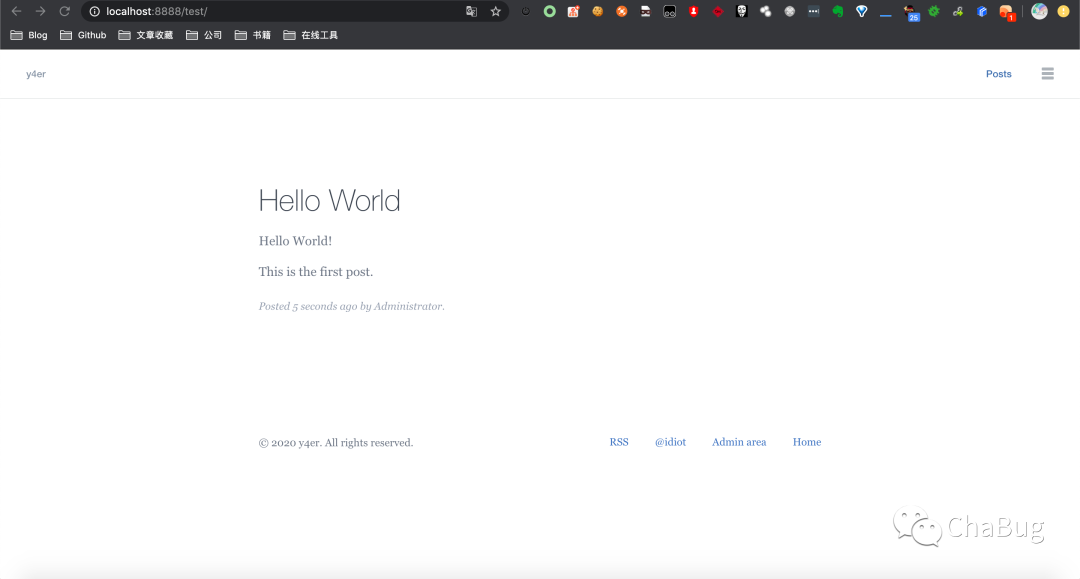 localhost:8888/test/
25
1
Blog Github 文章收藏 公司 书籍 在线工具
y4er Posts
Hello World
Hello World!
This is the first post.
Posted 5 seconds ago by Administrator.
© 2020 y4er. All rights reserved. RSS @idiot Admin area Home
ChaBug